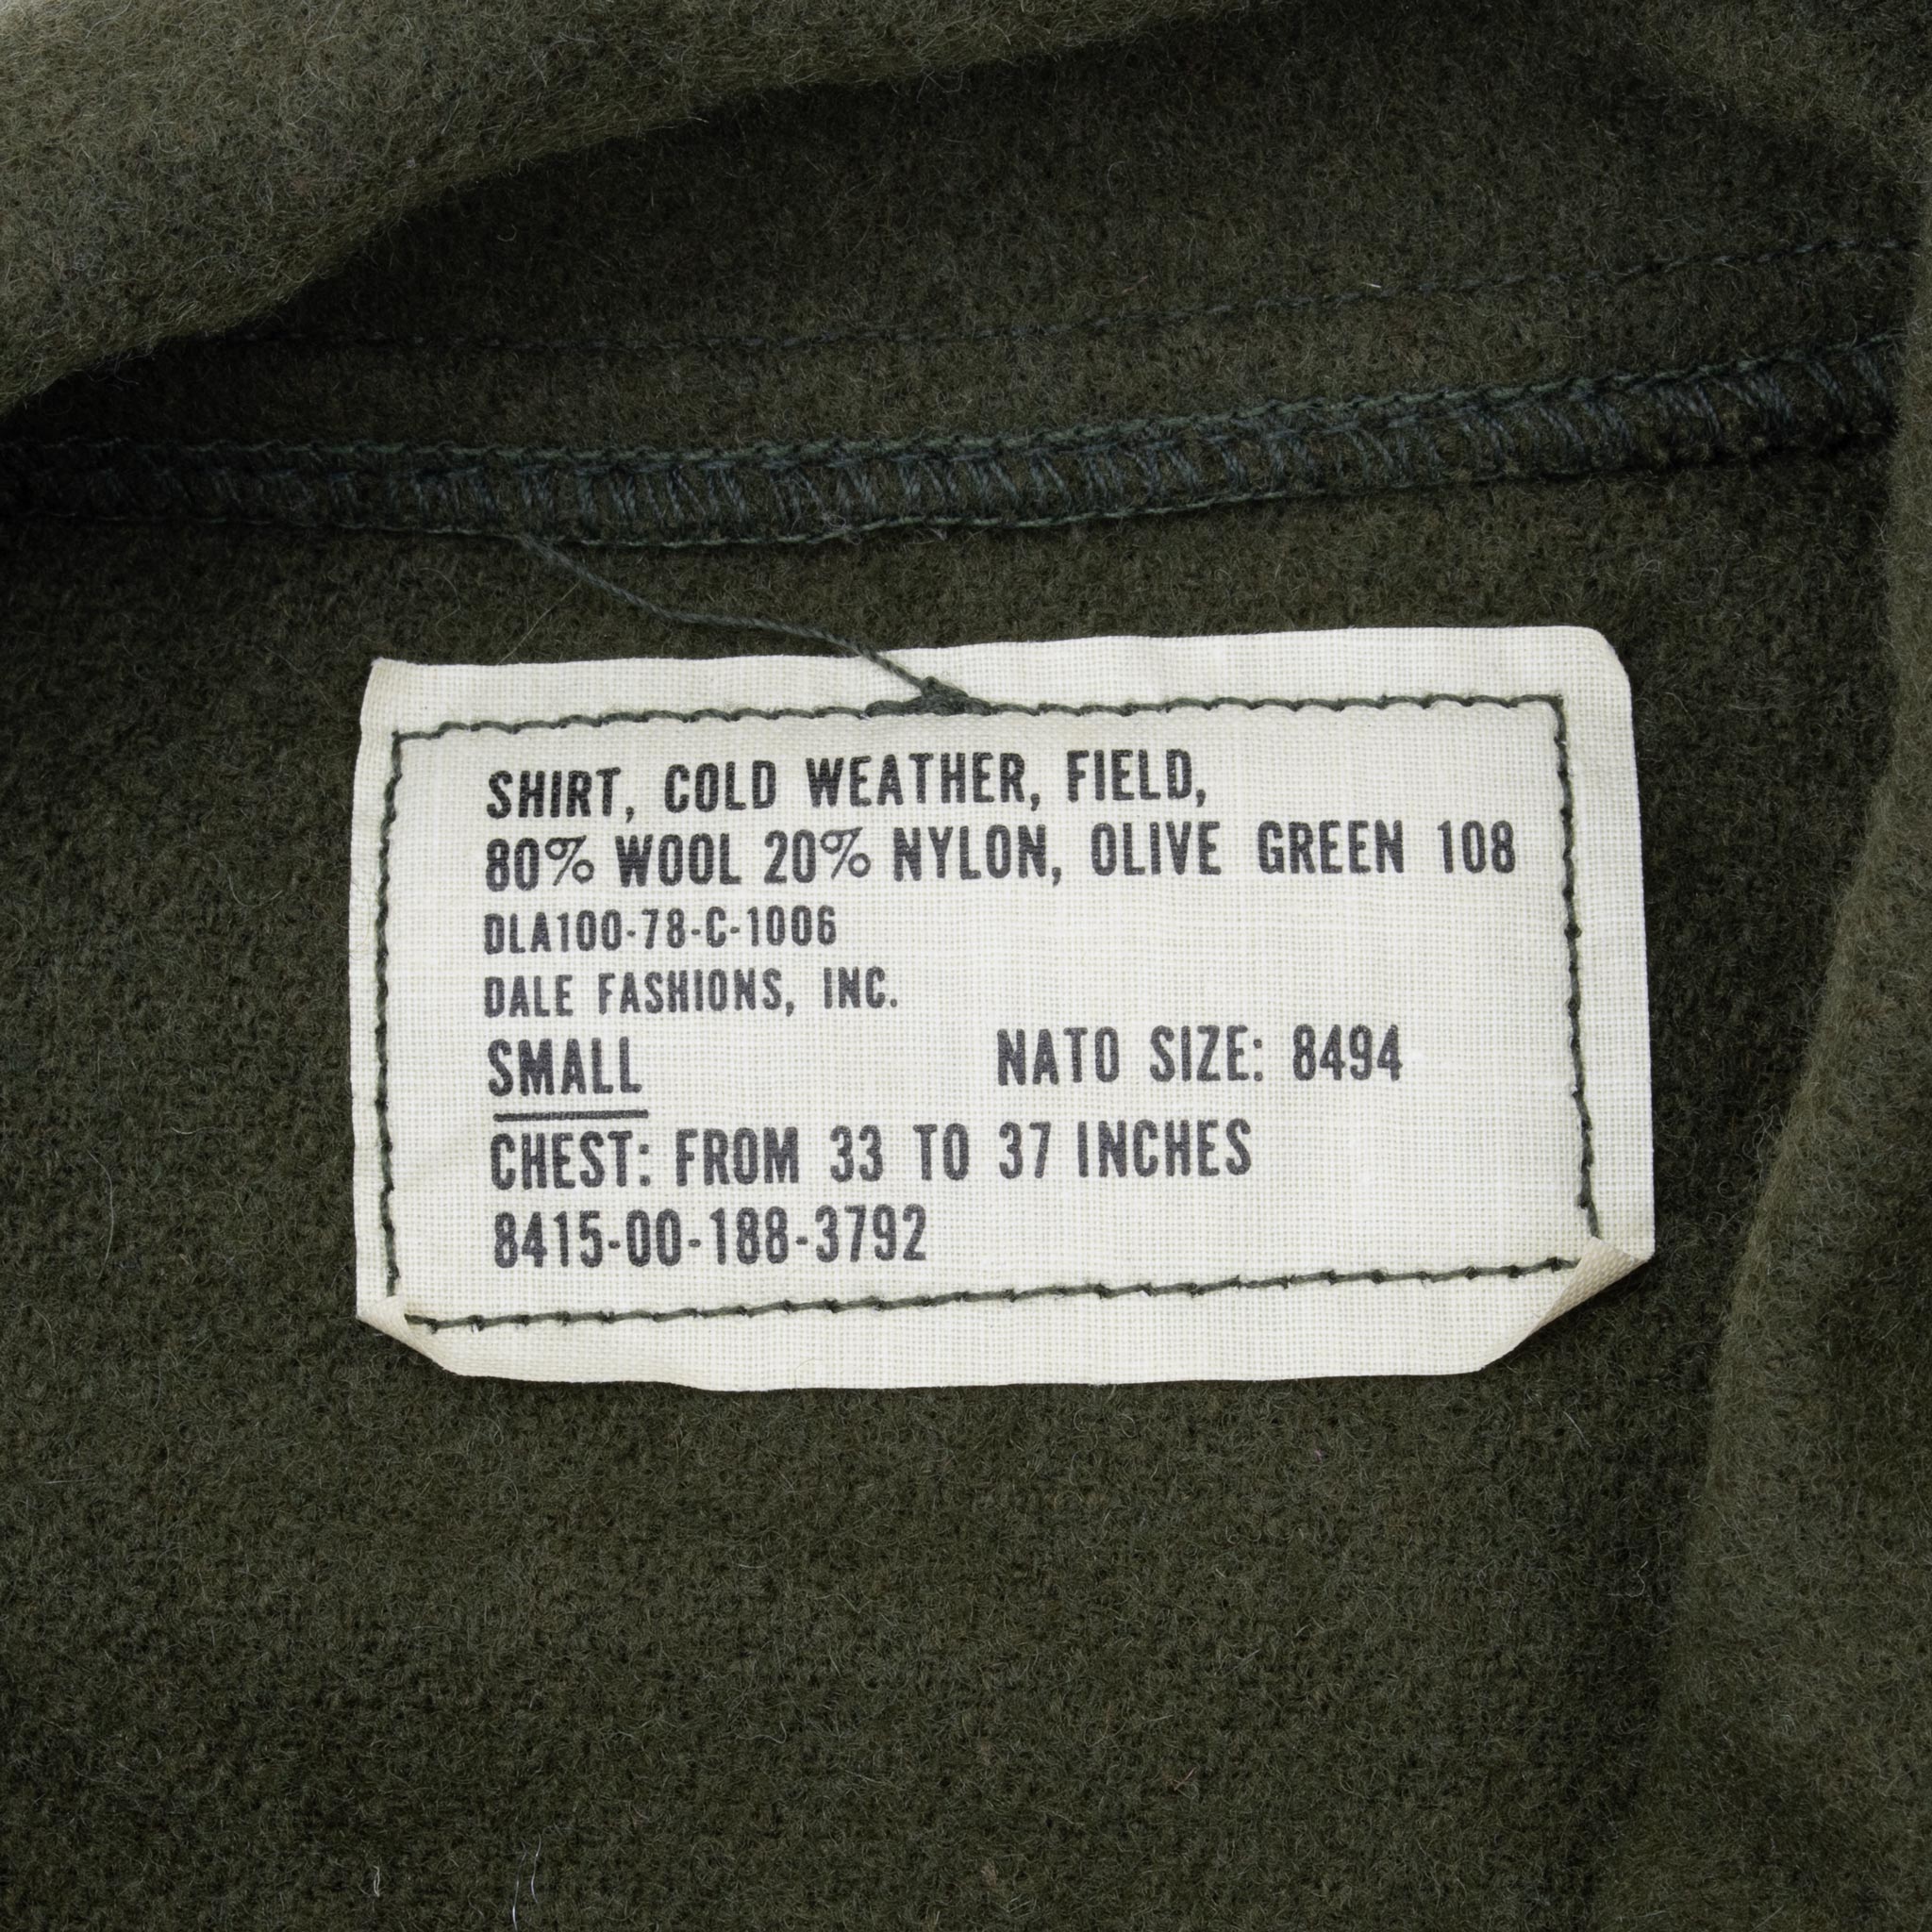 SHIRT, COLD WEATHER, FIELD,
80% WOOL 20% NYLON, OLIVE GREEN 108
DLA100-78-C-1006
DALE FASHIONS, INC.
SMALL NATO SIZE: 8494
CHEST: FROM 33 TO 37 INCHES
8415-00-188-3792